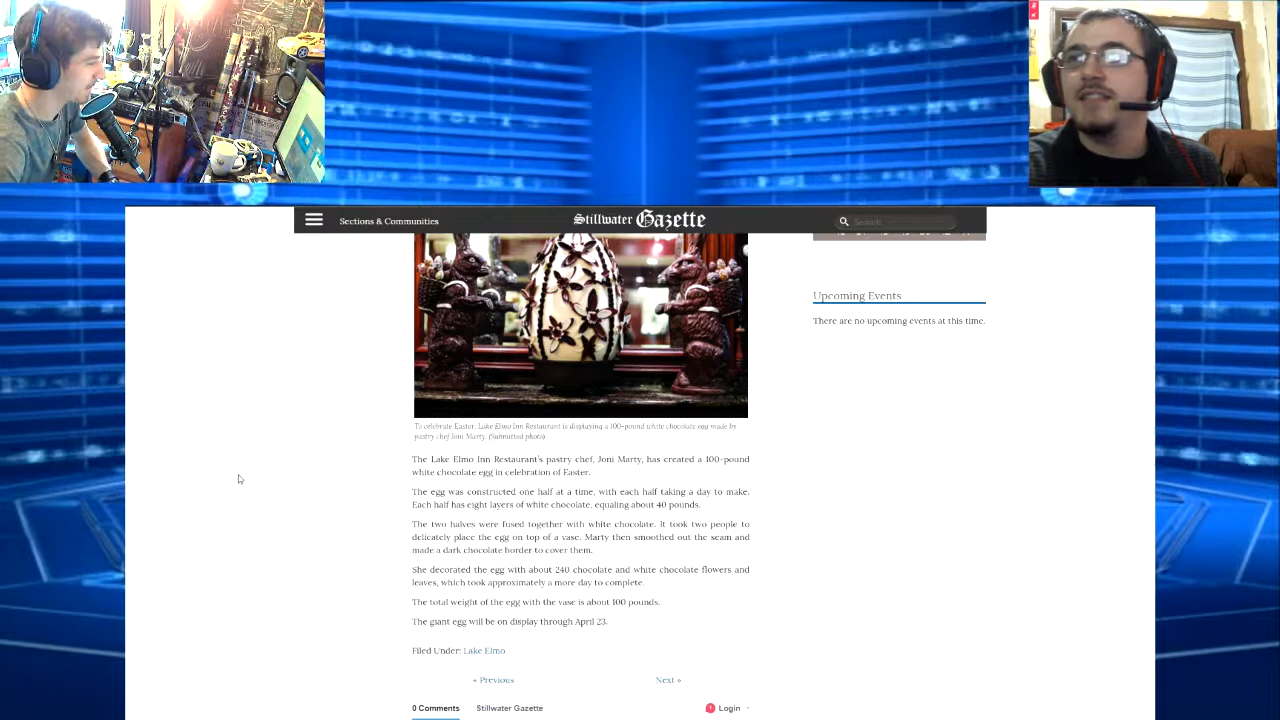 Sections & Communities
Stillwater Gazette
Search
Upcoming Events
There are no upcoming events at this time.
To celebrate Easter, Lake Elmo Inn Restaurant is displaying a 100-pound white chocolate egg made by
pastry chef Joni Marty. (Submitted photo)
The Lake Elmo Inn Restaurant's pastry chef, Joni Marty, has created a 100-pound
white chocolate egg in celebration of Easter.
The egg was constructed one half at a time, with each half taking a day to make.
Each half has eight layers of white chocolate, equaling about 40 pounds.
The two halves were fused together with white chocolate. It took two people to
delicately place the egg on top of a vase. Marty then smoothed out the seam and
made a dark chocolate border to cover them.
She decorated the egg with about 240 chocolate and white chocolate flowers and
leaves, which took approximately a more day to complete.
The total weight of the egg with the vase is about 100 pounds.
The giant egg will be on display through April 23.
Filed Under: Lake Elmo
« Previous
Next »
0 Comments
Stillwater Gazette
1
Login